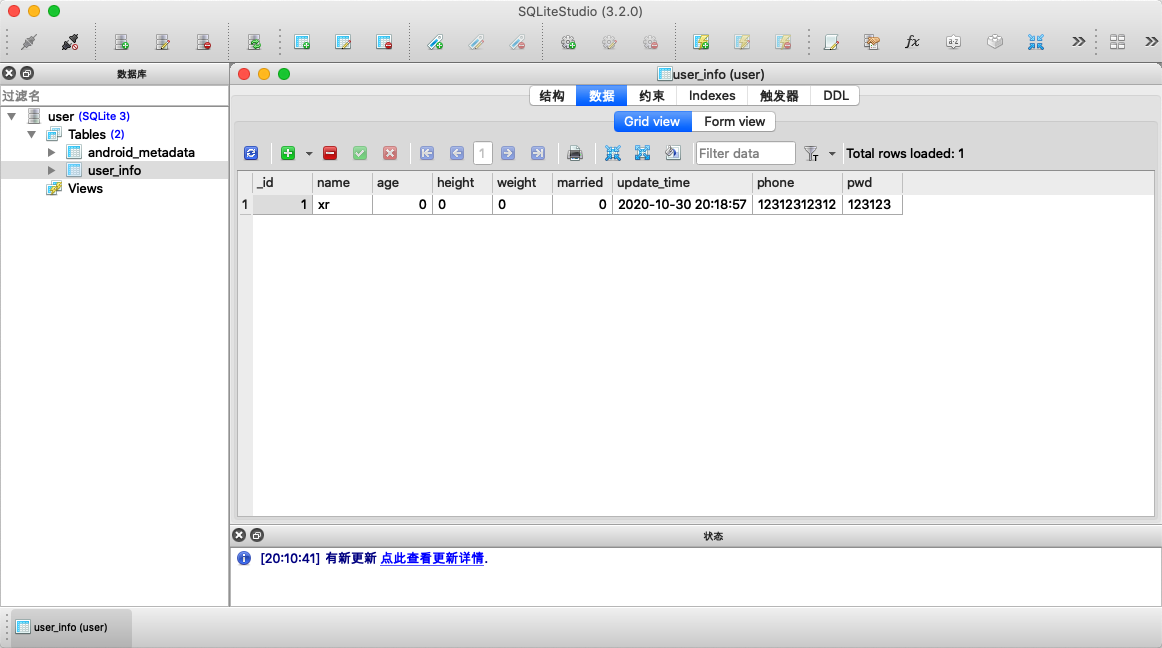 SQLiteStudio (3.2.0)
fx
a-z
数据库
过滤名
user (SQLite 3)
Tables (2)
android_metadata
user_info
Views
user_info (user)
结构 数据 约束 Indexes 触发器 DDL
Grid view Form view
1 Filter data T Total rows loaded: 1
_id name age height weight married update_time phone pwd
1 1 xr 0 0 0 0 2020-10-30 20:18:57 12312312312 123123
状态
[20:10:41] 有新更新 点此查看更新详情.
user_info (user)